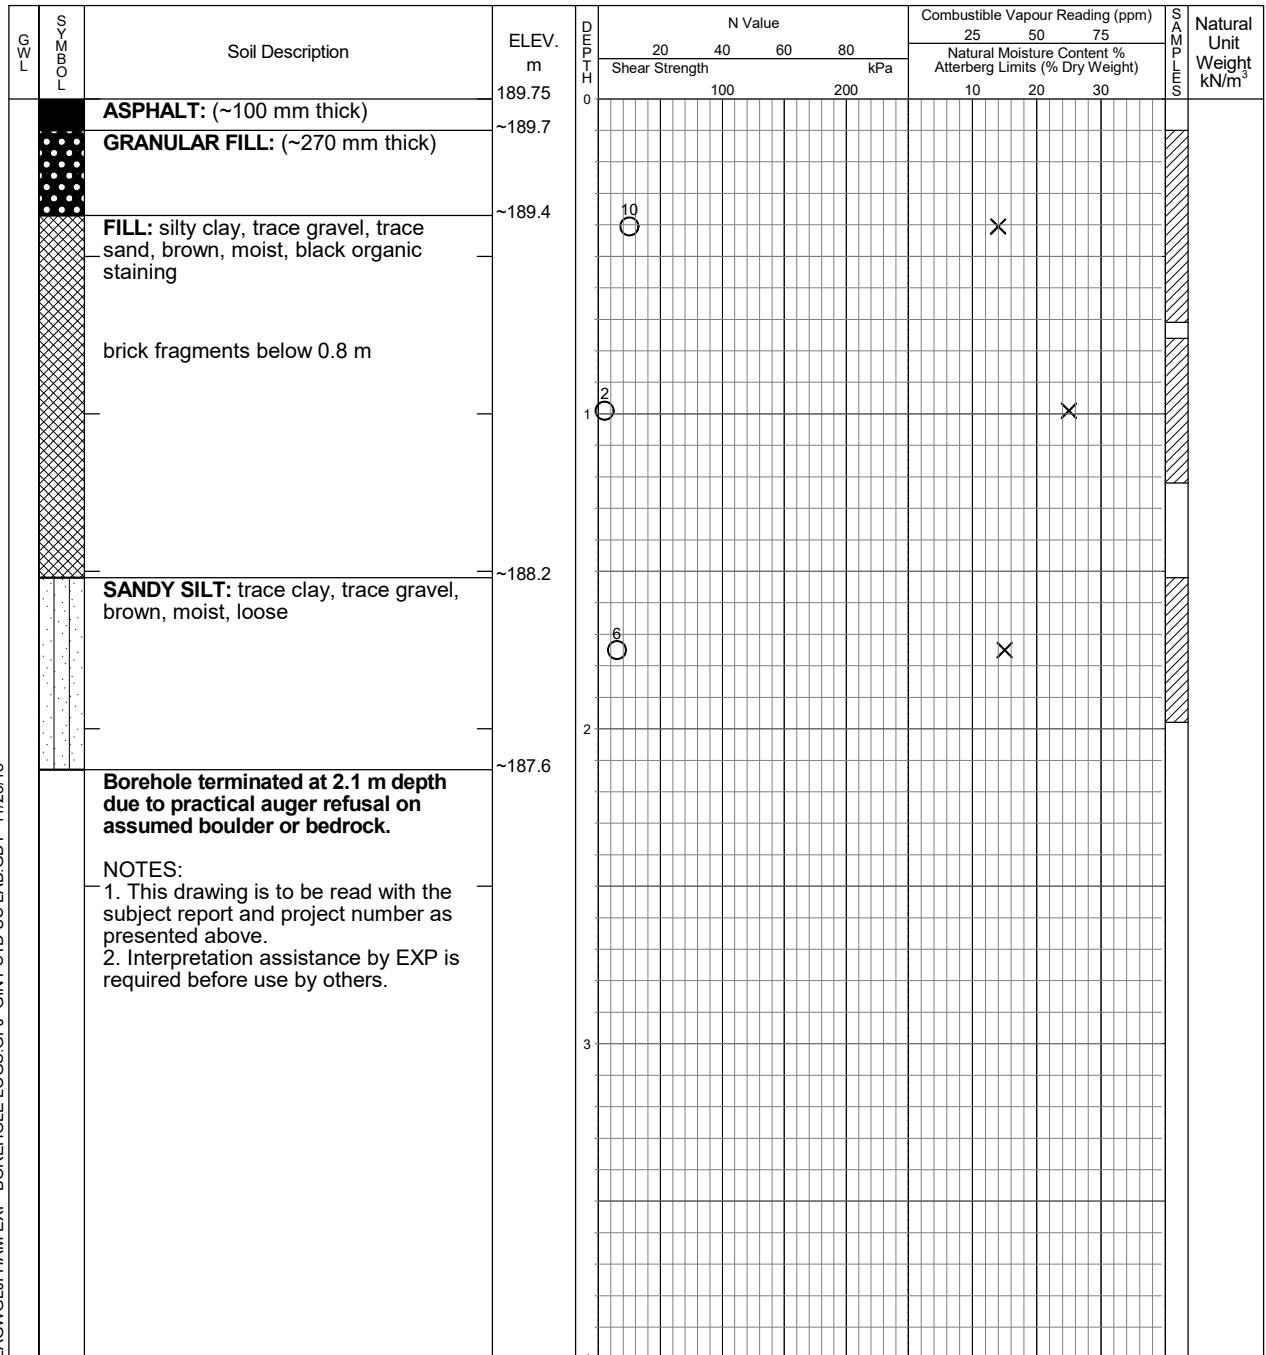 GWL
SYMBOL
Soil Description
ELEV.
m
189.75
DEPTH
N Value
20 40 60 80
Shear Strength kPa
100 200
Combustible Vapour Reading (ppm)
25 50 75
Natural Moisture Content %
Atterberg Limits (% Dry Weight)
10 20 30
SAMPLES
Natural
Unit
Weight
kN/m³
0
ASPHALT: (~100 mm thick)
~189.7
GRANULAR FILL: (~270 mm thick)
~189.4
10
FILL: silty clay, trace gravel, trace
sand, brown, moist, black organic
staining
brick fragments below 0.8 m
2
1
~188.2
SANDY SILT: trace clay, trace gravel,
brown, moist, loose
6
2
~187.6
Borehole terminated at 2.1 m depth
due to practical auger refusal on
assumed boulder or bedrock.
NOTES:
1. This drawing is to be read with the
subject report and project number as
presented above.
2. Interpretation assistance by EXP is
required before use by others.
3